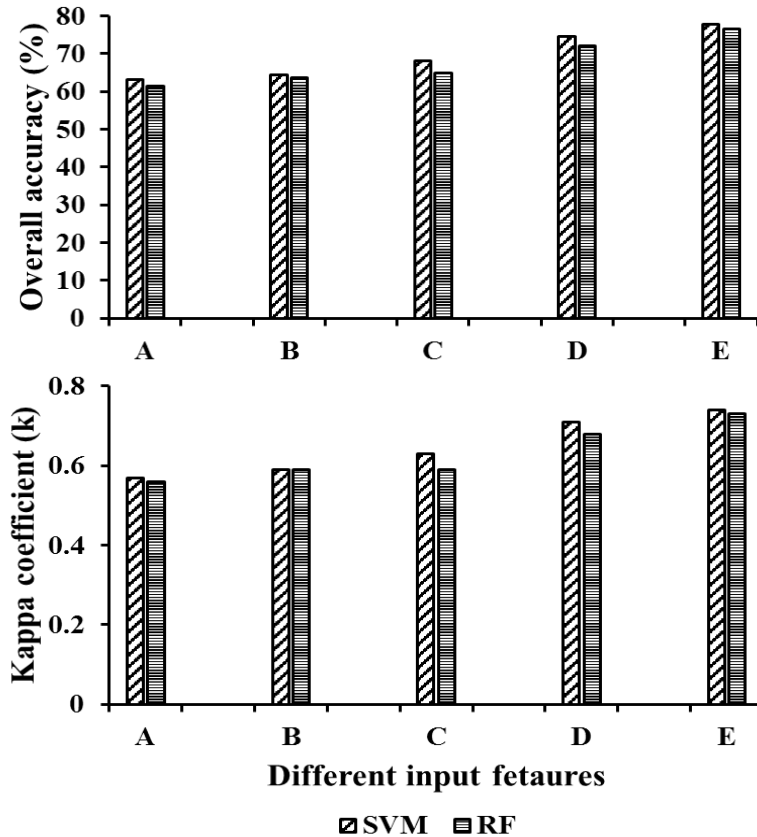 Overall accuracy (%)
80
70
60
50
40
30
20
10
0
A B C D E
Kappa coefficient (k)
0.8
0.6
0.4
0.2
0
A B C D E
Different input fetaures
SVM RF